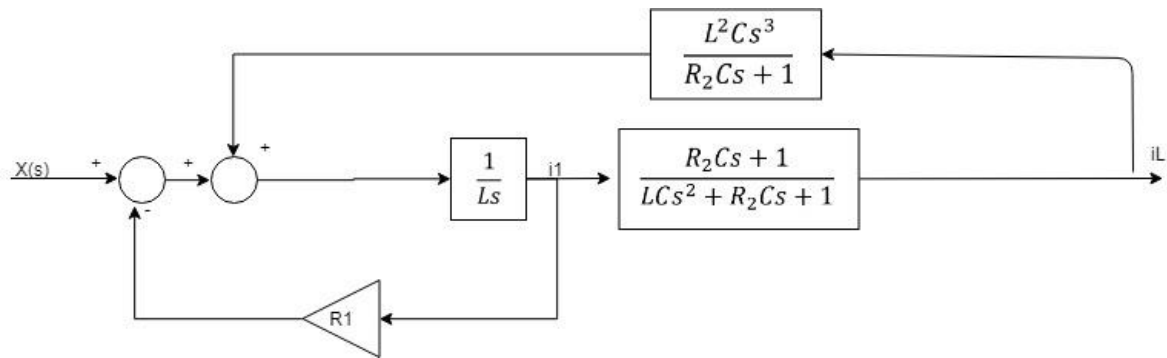 L²Cs³
R₂Cs + 1
+
X(s)
+
+
-
1
Ls
i1
R₂Cs + 1
LCs² + R₂Cs + 1
iL
R1